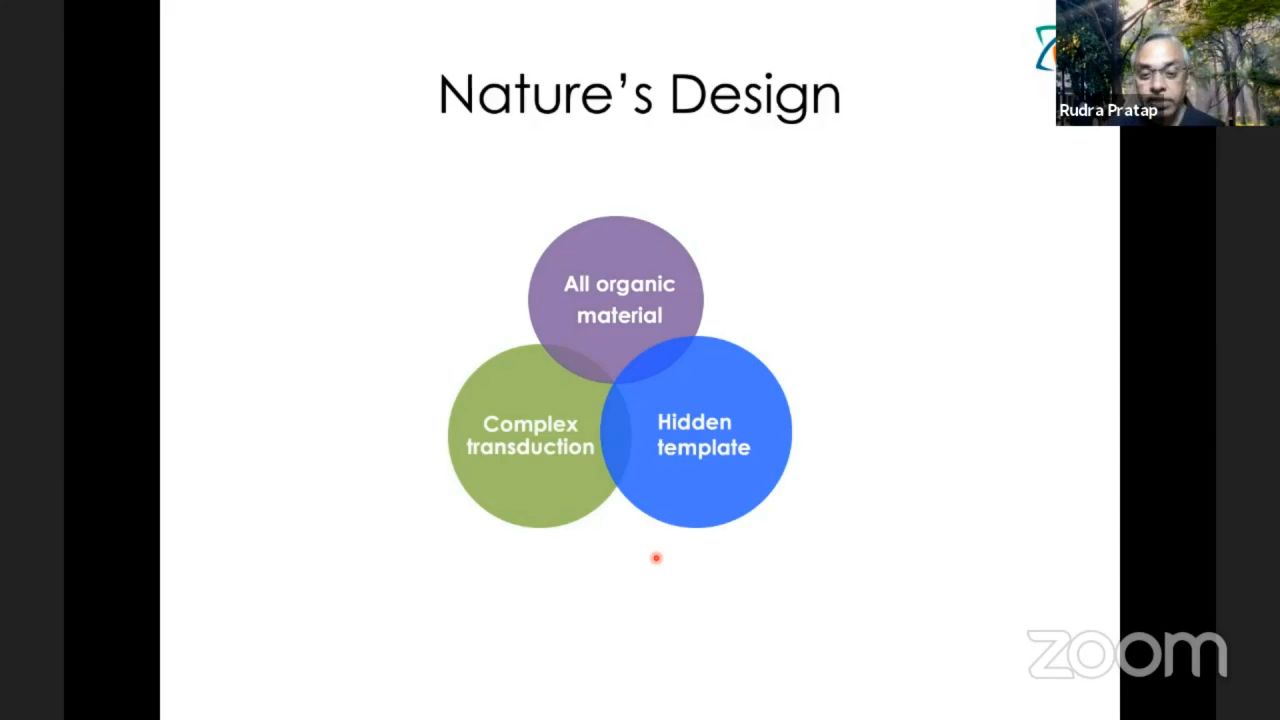 Nature's Design
Rudra Pratap
All organic
material
Complex
transduction
Hidden
template
zoom